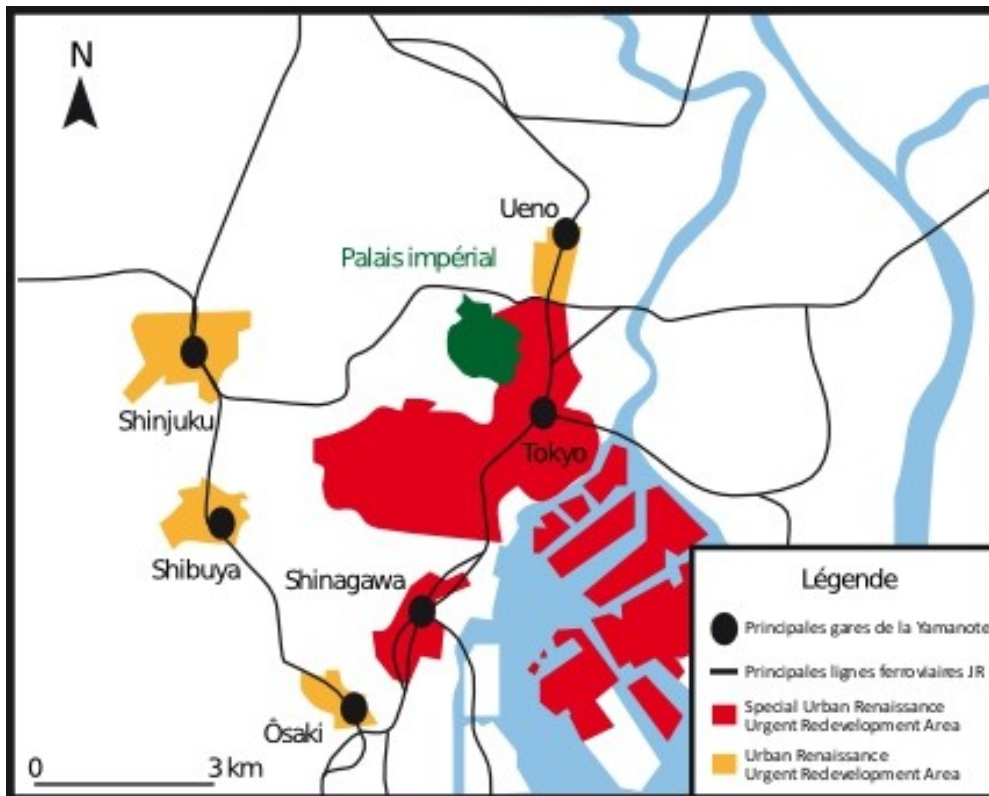 N
Ueno
Palais impérial
Shinjuku
Tokyo
Shibuya
Shinagawa
Ôsaki
0 3 km
Légende
Principales gares de la Yamanote
Principales lignes ferroviaires JR
Special Urban Renaissance
Urgent Redevelopment Area
Urban Renaissance
Urgent Redevelopment Area